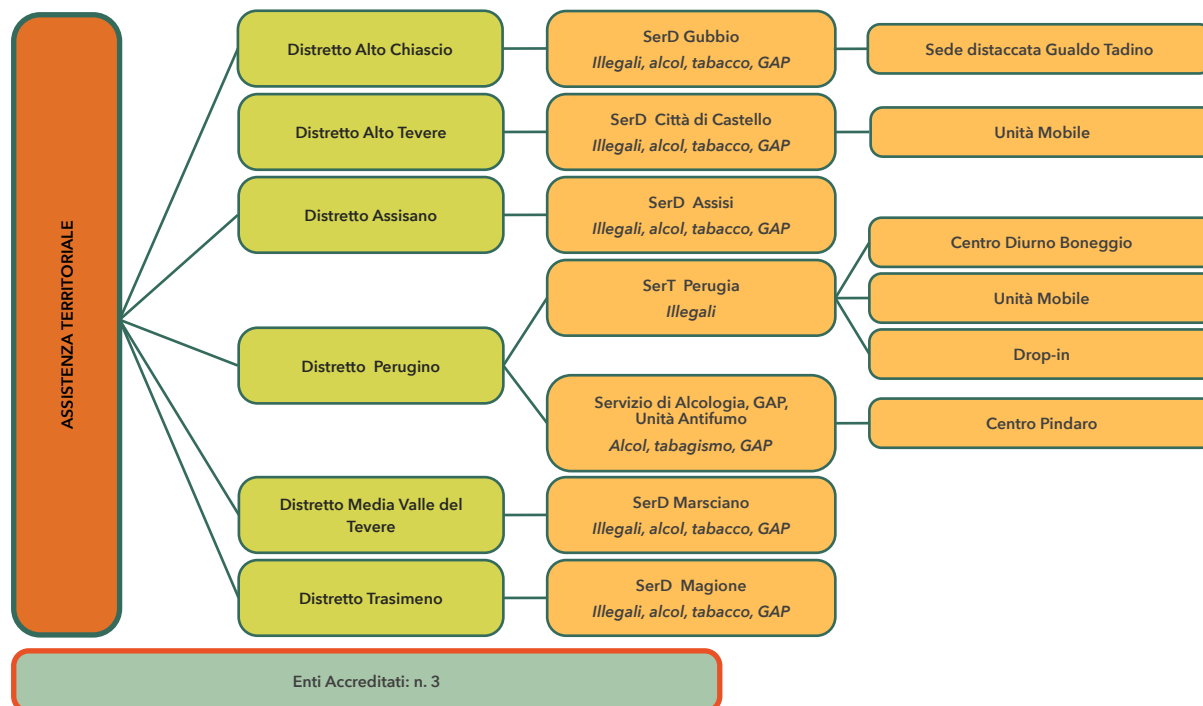 ASSISTENZA TERRITORIALE
Distretto Alto Chiascio
SerD Gubbio
Illegali, alcol, tabacco, GAP
Sede distaccata Gualdo Tadino
Distretto Alto Tevere
SerD Città di Castello
Illegali, alcol, tabacco, GAP
Unità Mobile
Distretto Assisano
SerD Assisi
Illegali, alcol, tabacco, GAP
Distretto Perugino
SerT Perugia
Illegali
Centro Diurno Boneggio
Unità Mobile
Drop-in
Servizio di Alcologia, GAP,
Unità Antifumo
Alcol, tabagismo, GAP
Centro Pindaro
Distretto Media Valle del
Tevere
SerD Marsciano
Illegali, alcol, tabacco, GAP
Distretto Trasimeno
SerD Magione
Illegali, alcol, tabacco, GAP
Enti Accreditati: n. 3